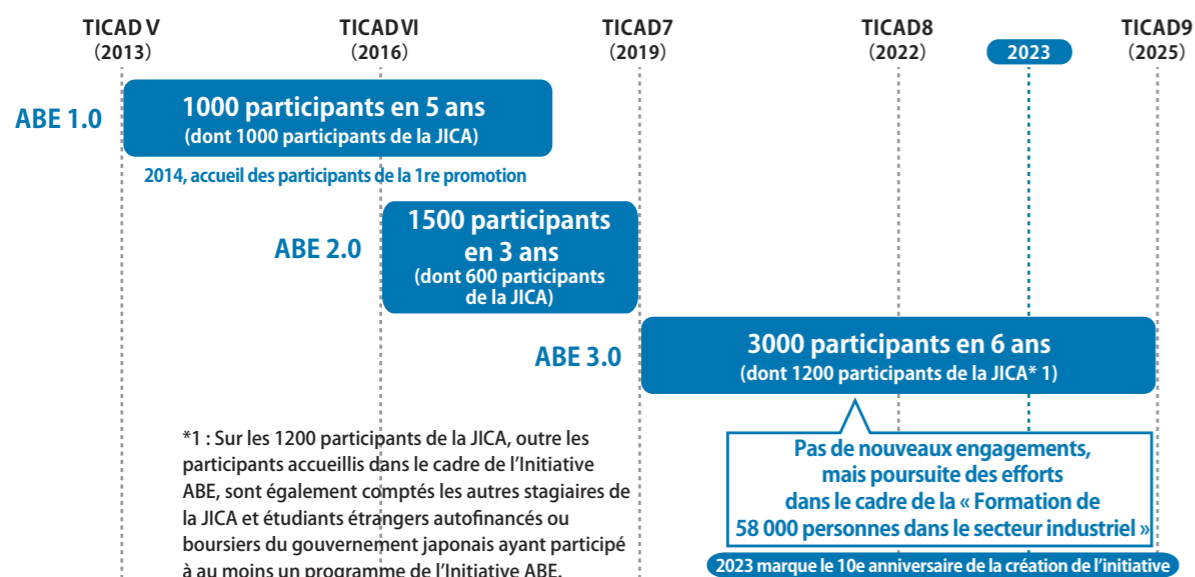 TICAD V
(2013)
TICAD VI
(2016)
TICAD7
(2019)
TICAD8
(2022)
2023
TICAD9
(2025)
ABE 1.0
1000 participants en 5 ans
(dont 1000 participants de la JICA)
2014, accueil des participants de la 1re promotion
ABE 2.0
1500 participants
en 3 ans
(dont 600 participants
de la JICA)
ABE 3.0
3000 participants en 6 ans
(dont 1200 participants de la JICA* 1)
*1 : Sur les 1200 participants de la JICA, outre les
participants accueillis dans le cadre de l’Initiative
ABE, sont également comptés les autres stagiaires de
la JICA et étudiants étrangers autofinancés ou
boursiers du gouvernement japonais ayant participé
à au moins un programme de l’Initiative ABE.
Pas de nouveaux engagements,
mais poursuite des efforts
dans le cadre de la « Formation de
58 000 personnes dans le secteur industriel »
2023 marque le 10e anniversaire de la création de l’initiative